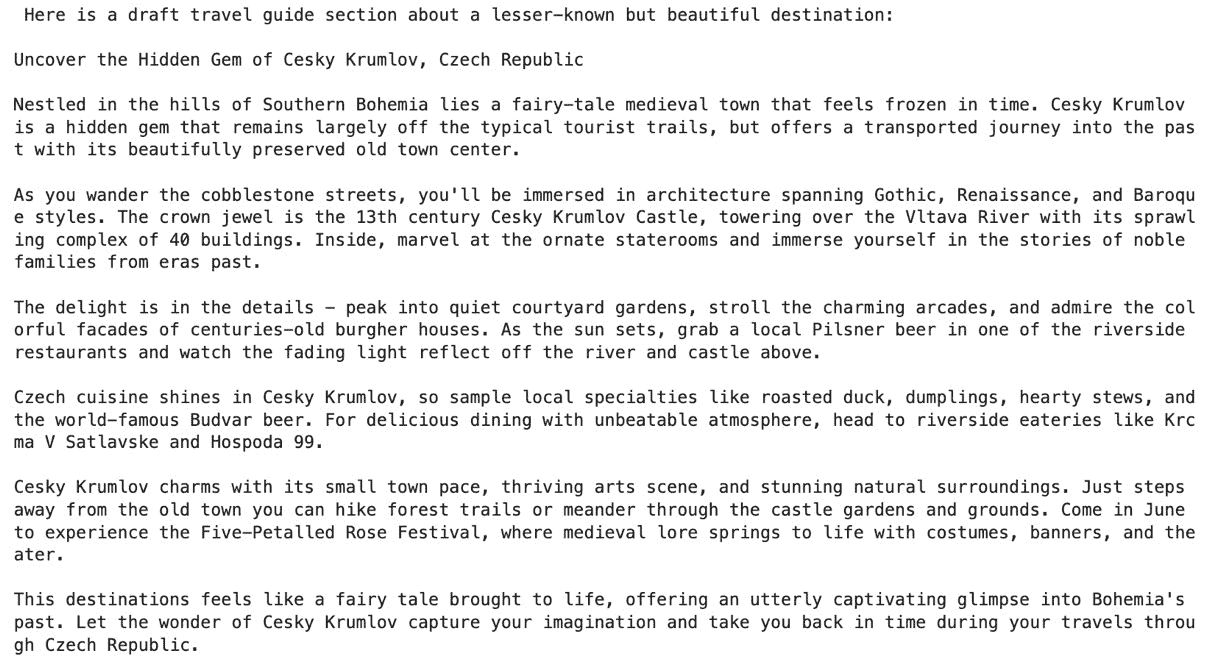 Here is a draft travel guide section about a lesser-known but beautiful destination:
Uncover the Hidden Gem of Cesky Krumlov, Czech Republic
Nestled in the hills of Southern Bohemia lies a fairy-tale medieval town that feels frozen in time. Cesky Krumlov
is a hidden gem that remains largely off the typical tourist trails, but offers a transported journey into the pas
t with its beautifully preserved old town center.
As you wander the cobblestone streets, you'll be immersed in architecture spanning Gothic, Renaissance, and Baroqu
e styles. The crown jewel is the 13th century Cesky Krumlov Castle, towering over the Vltava River with its sprawl
ing complex of 40 buildings. Inside, marvel at the ornate staterooms and immerse yourself in the stories of noble
families from eras past.
The delight is in the details – peak into quiet courtyard gardens, stroll the charming arcades, and admire the col
orful facades of centuries-old burgher houses. As the sun sets, grab a local Pilsner beer in one of the riverside
restaurants and watch the fading light reflect off the river and castle above.
Czech cuisine shines in Cesky Krumlov, so sample local specialties like roasted duck, dumplings, hearty stews, and
the world-famous Budvar beer. For delicious dining with unbeatable atmosphere, head to riverside eateries like Krc
ma V Satlavske and Hospoda 99.
Cesky Krumlov charms with its small town pace, thriving arts scene, and stunning natural surroundings. Just steps
away from the old town you can hike forest trails or meander through the castle gardens and grounds. Come in June
to experience the Five-Petalled Rose Festival, where medieval lore springs to life with costumes, banners, and the
ater.
This destinations feels like a fairy tale brought to life, offering an utterly captivating glimpse into Bohemia's
past. Let the wonder of Cesky Krumlov capture your imagination and take you back in time during your travels throu
gh Czech Republic.